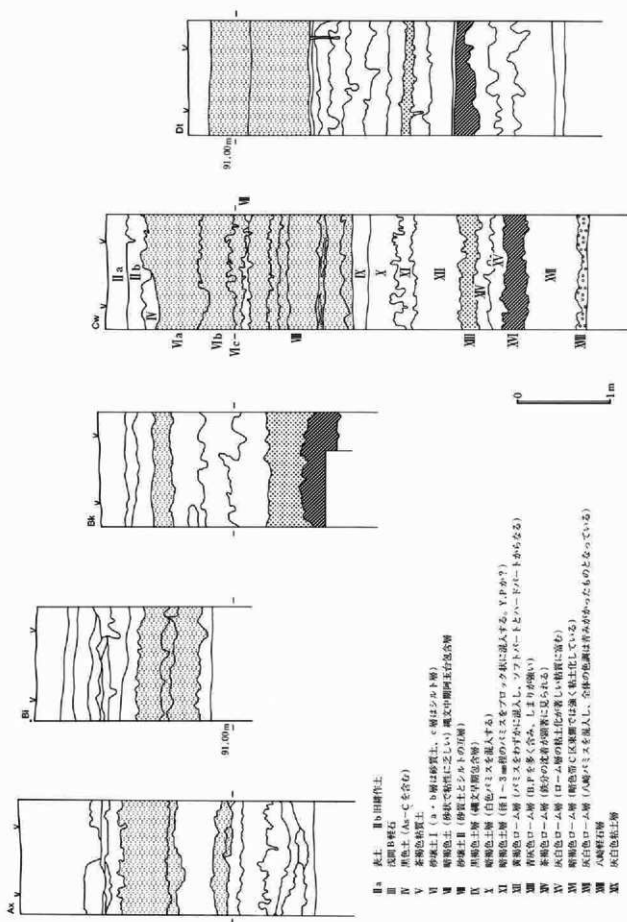 Ax
Bi
91.00m
Bk
Cw
Ⅱa
Ⅱb
Ⅳ
Ⅵa
Ⅵb
Ⅵc
Ⅶ
Ⅷ
Ⅸ
Ⅹ
Ⅺ
Ⅻ
XⅢ
XⅣ
XⅤ
XⅥ
XⅦ
XⅧ
Dt
91.00m
0
1m
Ⅱa 表土 Ⅱb 旧耕作土
Ⅲ 浅間B軽石
Ⅳ 黒色土(As-Cを含む)
Ⅴ 茶褐色粘質土
Ⅵ 砂壌土Ⅰ(a・b層は砂質土、c層はシルト層)
Ⅶ 暗褐色土(砂状で粘性に乏しい)縄文中期阿玉台包含層
Ⅷ 砂壌土Ⅱ(砂質土とシルトの互層)
Ⅸ 黒褐色土層(縄文早期包含層)
Ⅹ 暗褐色土層(白色パミスを混入する)
Ⅺ 暗褐色土層(径1~3mm程のパミスをブロック状に混入する。Y.Pか?)
Ⅻ 黄褐色ローム層(パミスをわずかに混入し、ソフトパートとハードパートからなる)
XⅢ 青灰色ローム層(B.Pを多く含み、しまりが強い)
XⅣ 茶褐色ローム層(鉄分の沈着が顕著に見られる)
XⅤ 灰白色ローム層(ローム層の粘土化が著しい粘質に富む)
XⅥ 暗褐色ローム層(暗色帯C区東側では強く粘土化している)
XⅦ 灰白色ローム層(八崎パミスを混入し、全体の色調は青みがかったものとなっている)
XⅧ 八崎軽石層
XⅨ 灰白色粘土層